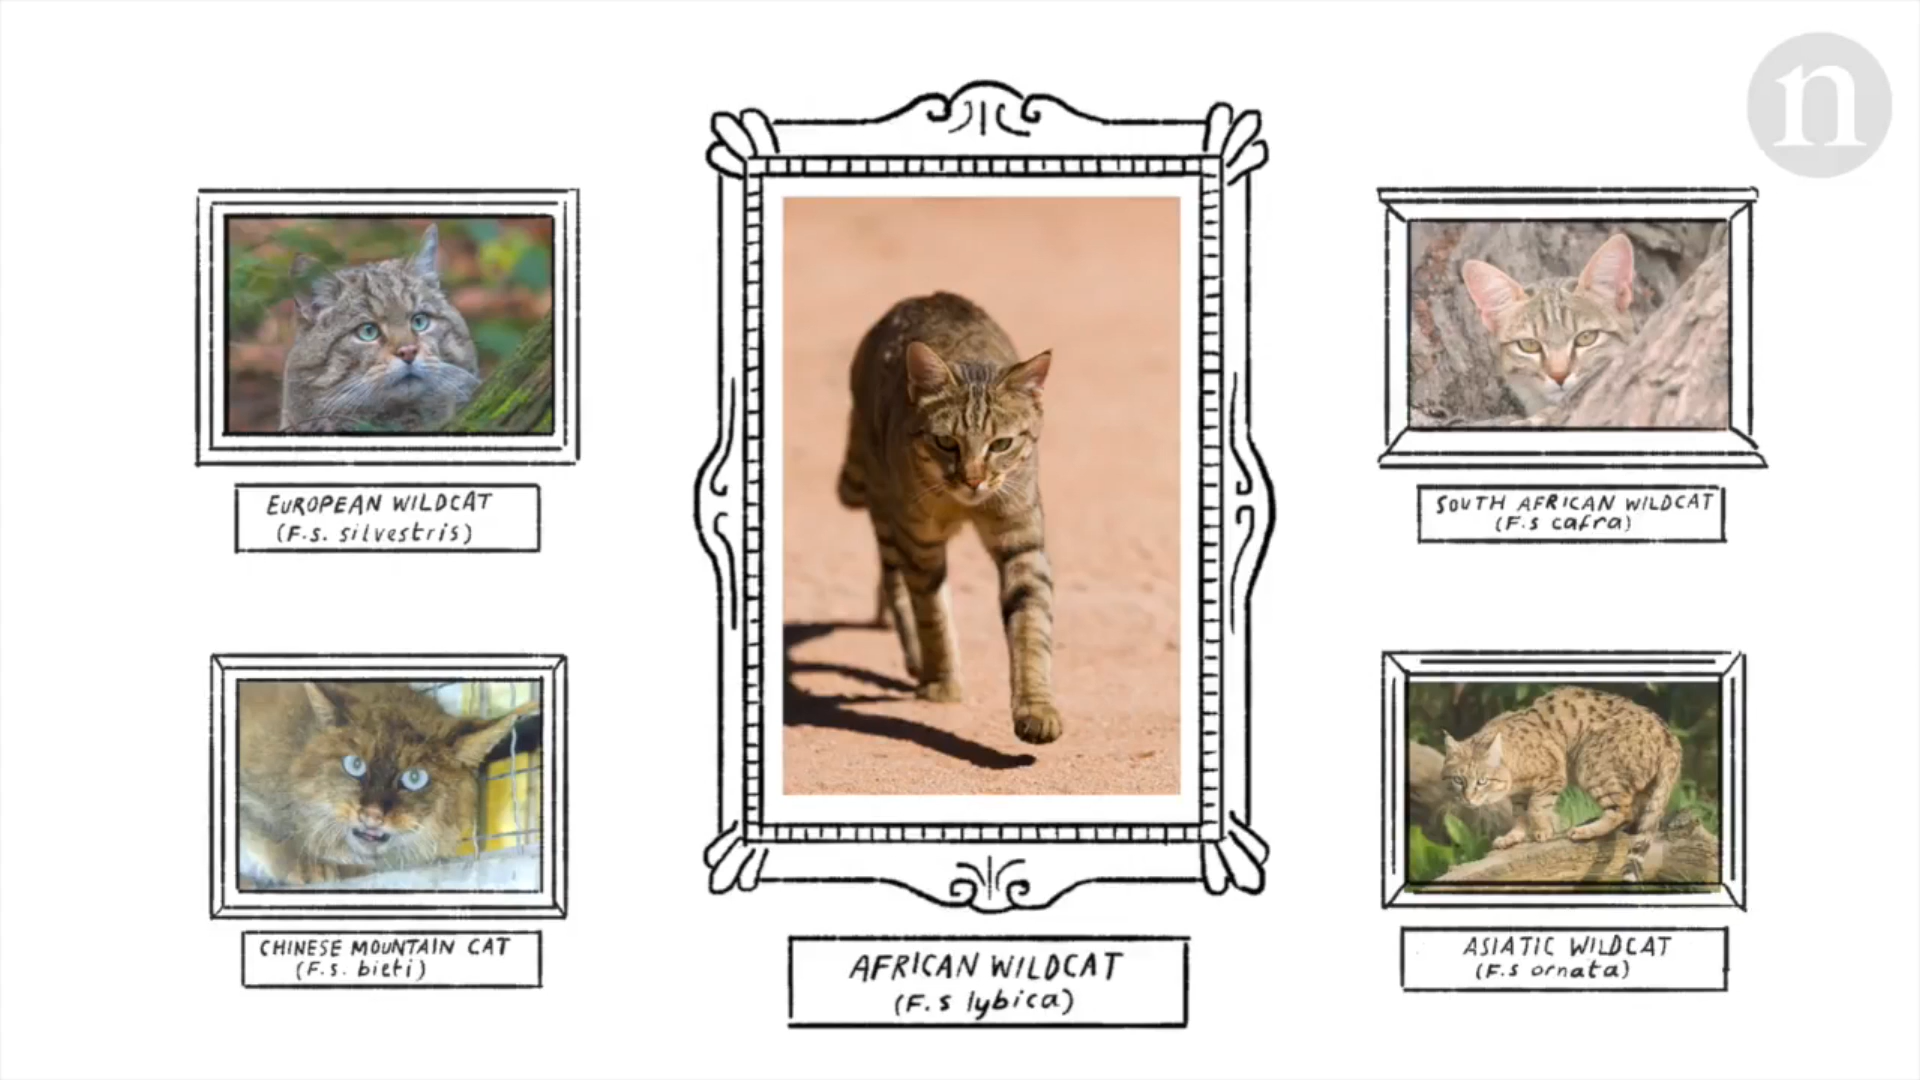 n
EUROPEAN WILDCAT
(F.s. silvestris)
SOUTH AFRICAN WILDCAT
(F.s cafra)
CHINESE MOUNTAIN CAT
(F.s. bieti)
AFRICAN WILDCAT
(F.s lybica)
ASIATIC WILDCAT
(F.s ornata)